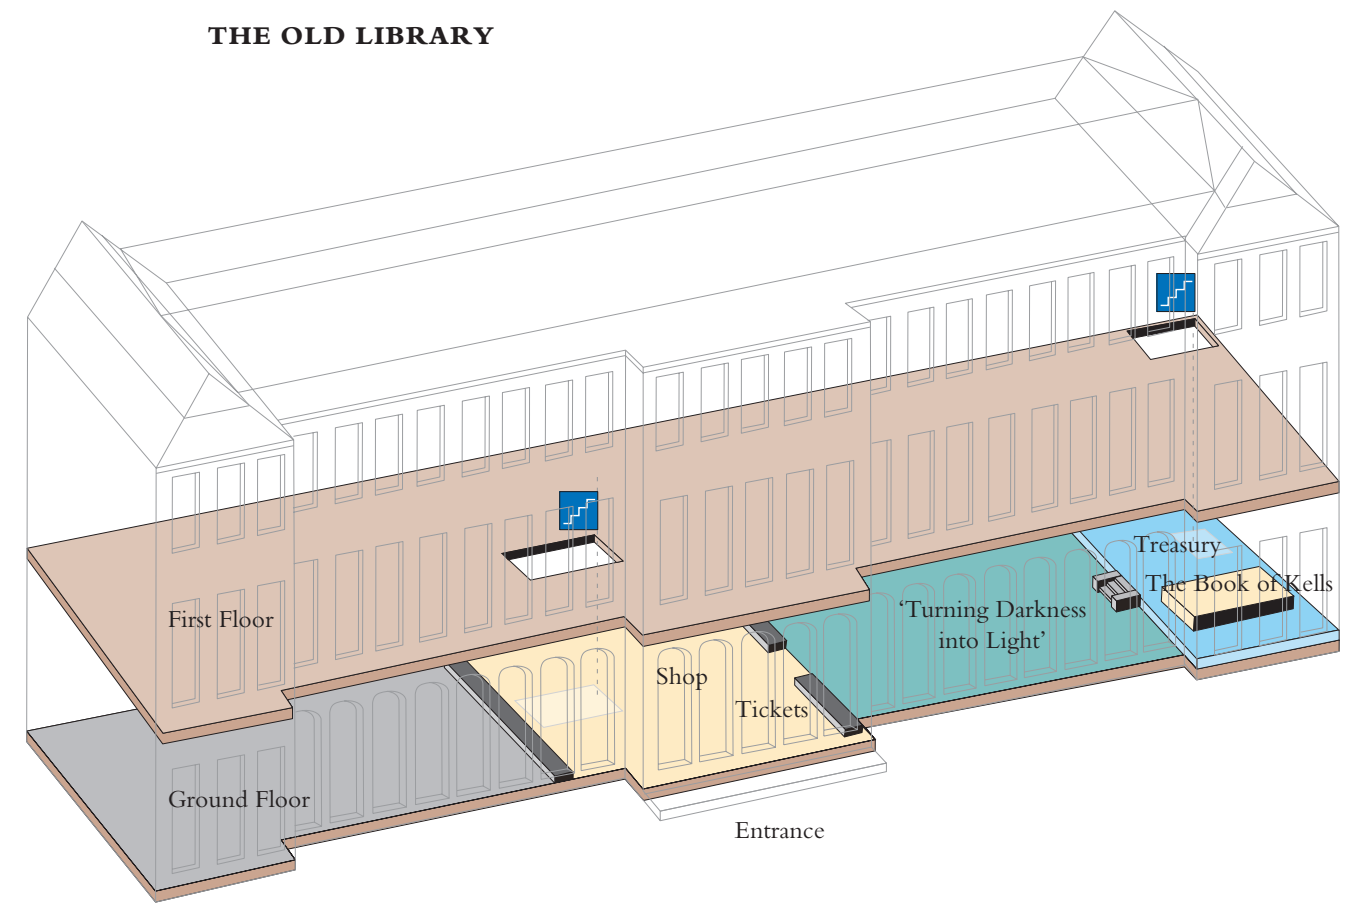 THE OLD LIBRARY
Treasury
The Book of Kells
First Floor
‘Turning Darkness
into Light’
Shop
Tickets
Ground Floor
Entrance